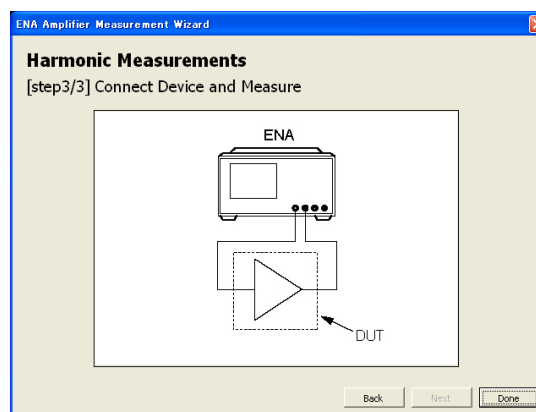 ENA Amplifier Measurement Wizard
Harmonic Measurements
[step3/3] Connect Device and Measure
ENA
DUT
Back
Next
Done